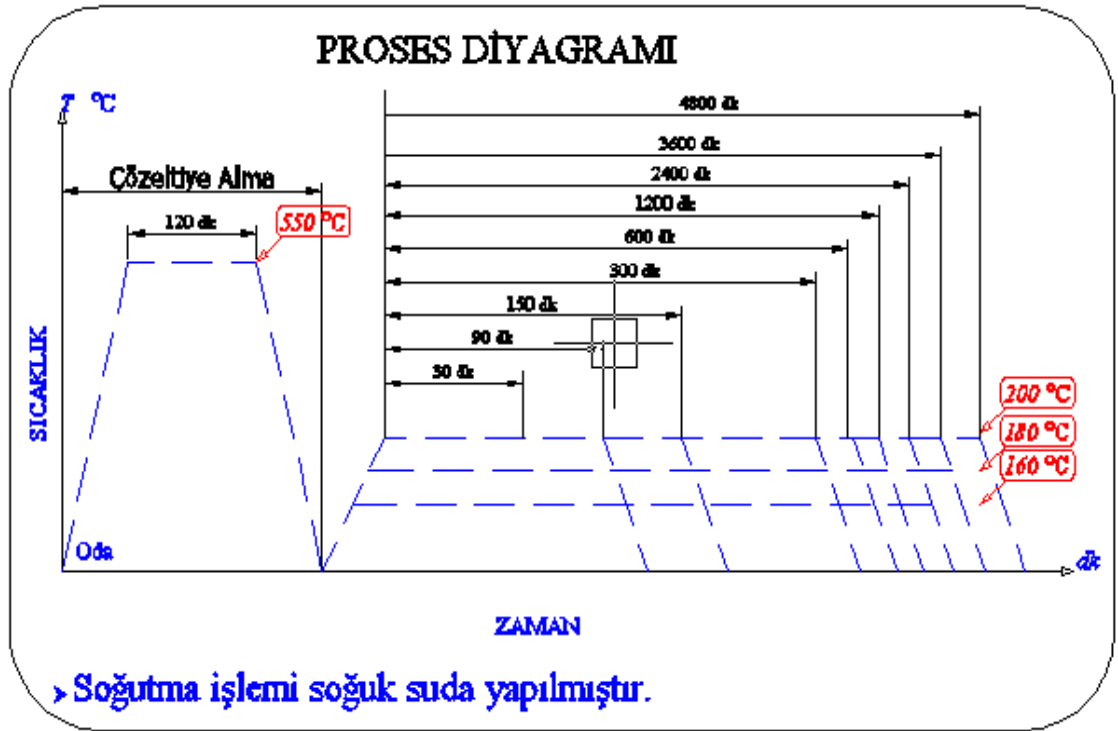 PROSES DİYAGRAMI
T °C
4800 dk
3600 dk
2400 dk
1200 dk
600 dk
300 dk
150 dk
90 dk
30 dk
Çözeltiye Alma
120 dk
550 °C
SICAKLIK
200 °C
180 °C
160 °C
Oda
dk
ZAMAN
➢ Soğutma işlemi soğuk suda yapılmıştır.